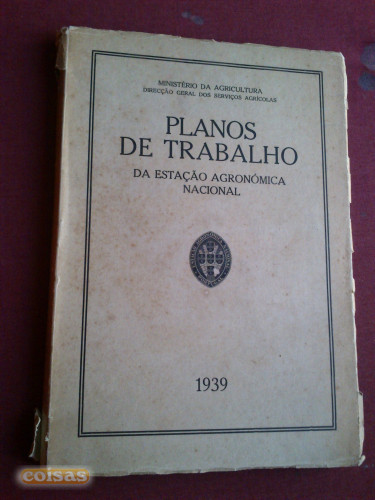 MINISTÉRIO DA AGRICULTURA
DIRECÇÃO GERAL DOS SERVIÇOS AGRÍCOLAS
PLANOS
DE TRABALHO
DA ESTAÇÃO AGRONÓMICA
NACIONAL
1939
coisas